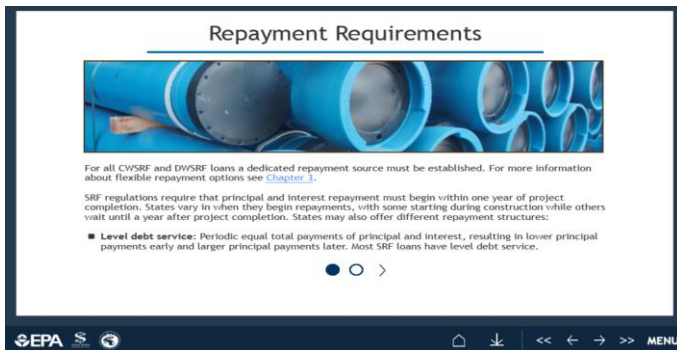 Repayment Requirements
For all CWSRF and DWSRF loans a dedicated repayment source must be established. For more information
about flexible repayment options see Chapter 3.
SRF regulations require that principal and interest repayment must begin within one year of project
completion. States vary in when they begin repayments, with some starting during construction while others
wait until a year after project completion. States may also offer different repayment structures:
■ Level debt service: Periodic equal total payments of principal and interest, resulting in lower principal
payments early and larger principal payments later. Most SRF loans have level debt service.
EPA
<< ← → >> MENU